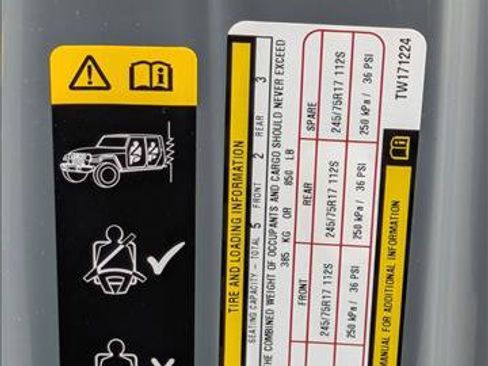 TIRE AND LOADING INFORMATION
SEATING CAPACITY - TOTAL 5 FRONT 2 REAR 3
HE COMBINED WEIGHT OF OCCUPANTS AND CARGO SHOULD NEVER EXCEED
385 KG OR 850 LB
FRONT REAR SPARE
245/75R17 112S 245/75R17 112S 245/75R17 112S
250 kPa / 36 PSI 250 kPa / 36 PSI 250 kPa / 36 PSI
MANUAL FOR ADDITIONAL INFORMATION
TW171224